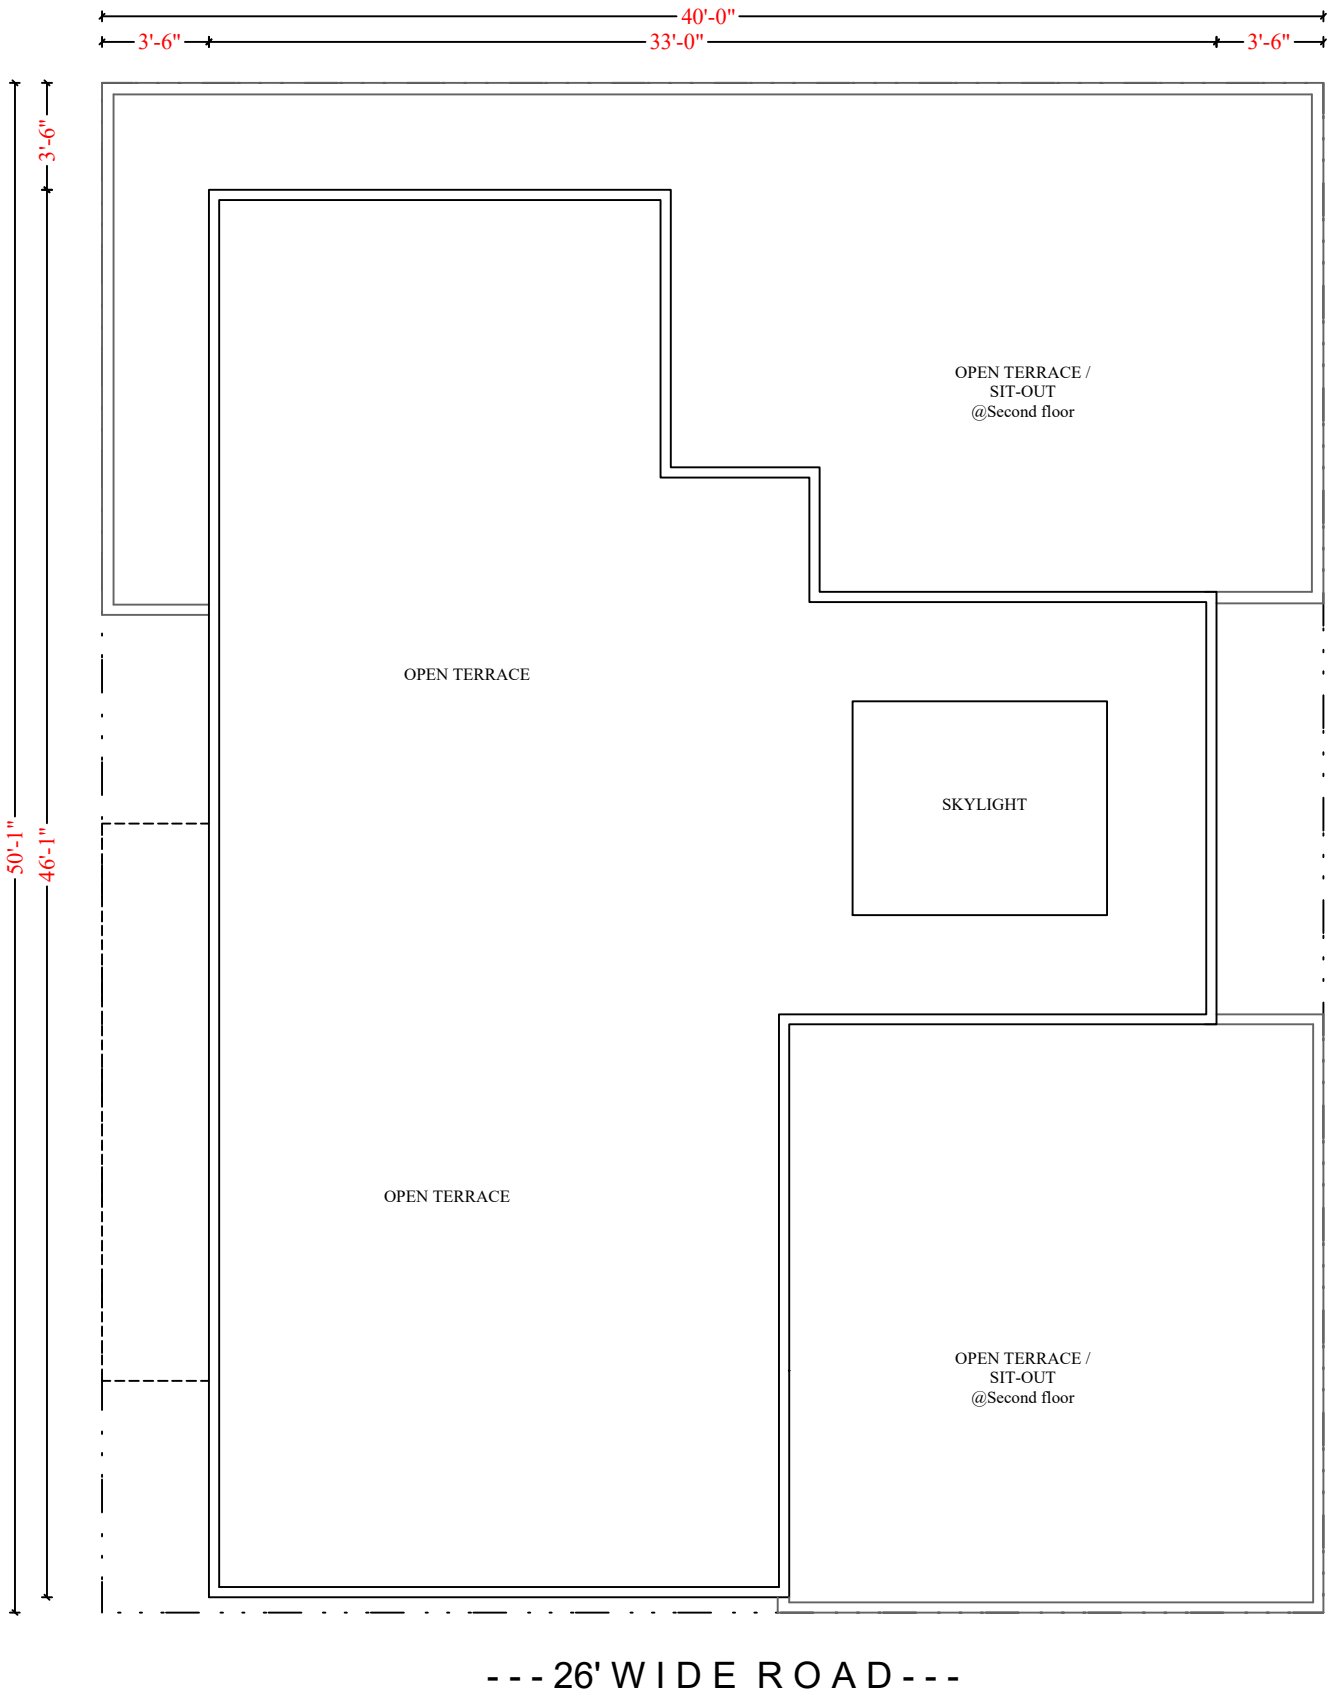 40'-0"
3'-6"
33'-0"
3'-6"
3'-6"
50'-1"
46'-1"
OPEN TERRACE /
SIT-OUT
@Second floor
OPEN TERRACE
SKYLIGHT
OPEN TERRACE
OPEN TERRACE /
SIT-OUT
@Second floor
- - - 26' W I D E  R O A D - - -